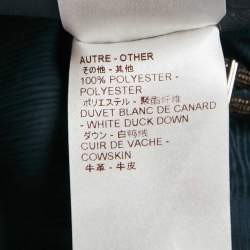 AUTRE - OTHER
その他 - 其他
100% POLYESTER -
POLYESTER
ポリエステル - 聚酯纤维
DUVET BLANC DE CANARD
- WHITE DUCK DOWN
ダウン - 白鸭绒
CUIR DE VACHE -
COWSKIN
牛革 - 牛皮